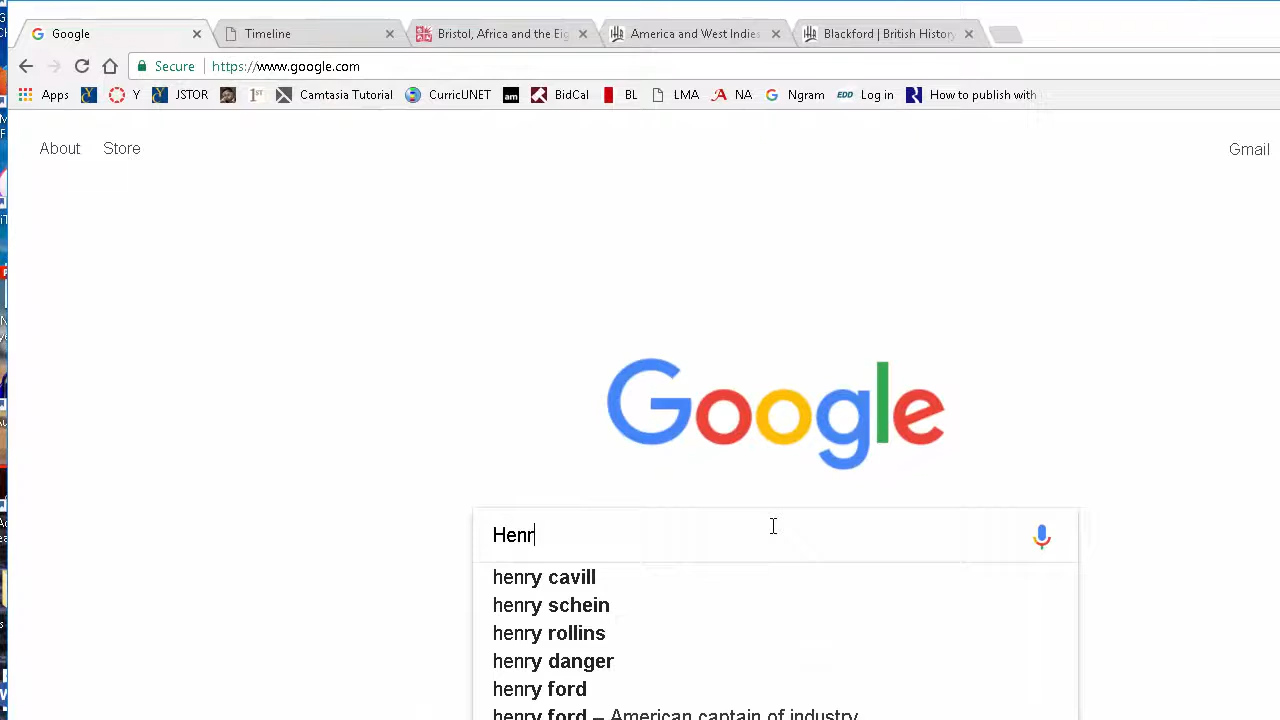 Google Timeline Bristol, Africa and the Eig America and West Indies Blackford | British History
Secure https://www.google.com
Apps Y JSTOR 1ST Camtasia Tutorial CurricUNET am BidCal BL LMA NA Ngram EDD Log in How to publish with
About Store Gmail
Google
Henr
henry cavill
henry schein
henry rollins
henry danger
henry ford
henry ford – American captain of industry